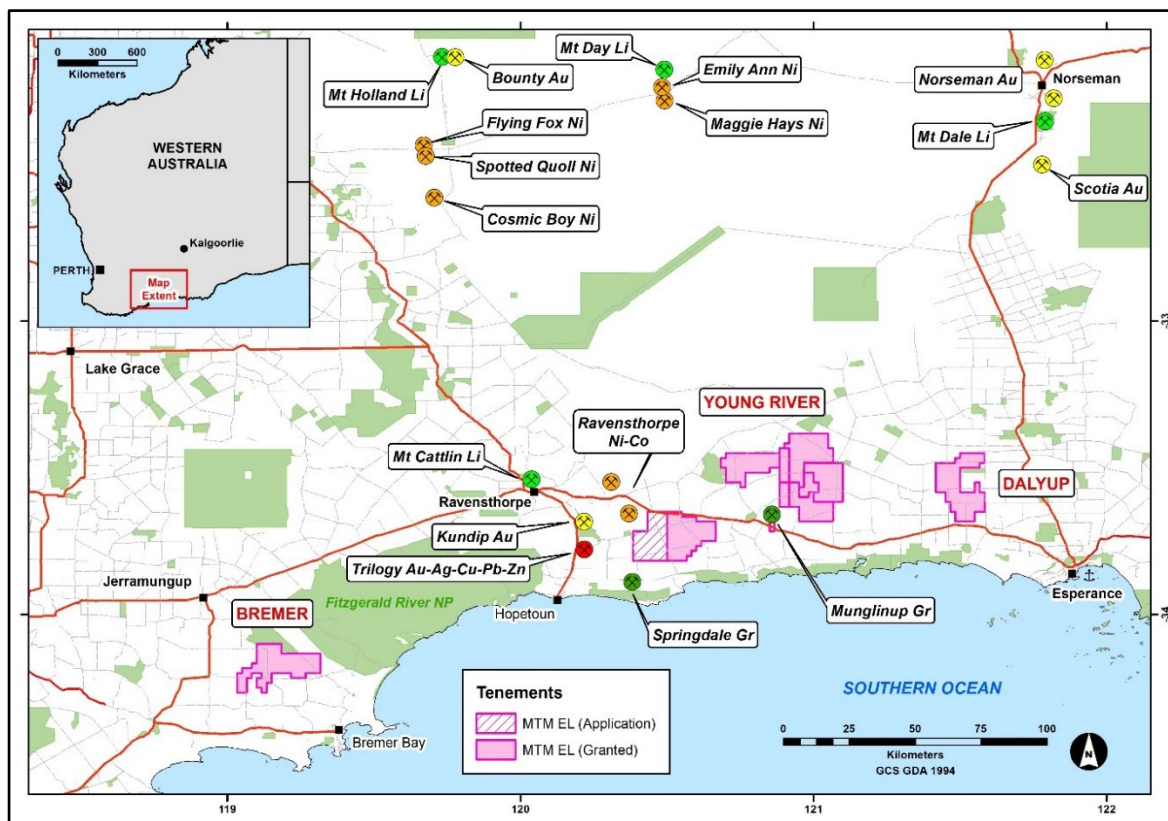 0 300 600
Kilometers
WESTERN
AUSTRALIA
Kalgoorlie
PERTH
Map
Extent
Mt Holland Li
Bounty Au
Mt Day Li
Emily Ann Ni
Maggie Hays Ni
Norseman Au
Norseman
Mt Dale Li
Scotia Au
Flying Fox Ni
Spotted Quoll Ni
Cosmic Boy Ni
Lake Grace
YOUNG RIVER
Ravensthorpe
Ni-Co
Mt Cattlin Li
Ravensthorpe
DALYUP
Kundip Au
Trilogy Au-Ag-Cu-Pb-Zn
Jerramungup
Fitzgerald River NP
BREMER
Hopetoun
Springdale Gr
Munglinup Gr
Esperance
Tenements
MTM EL (Application)
MTM EL (Granted)
SOUTHERN OCEAN
0 25 50 75 100
Kilometers
GCS GDA 1994
N
Bremer Bay
119 120 121 122